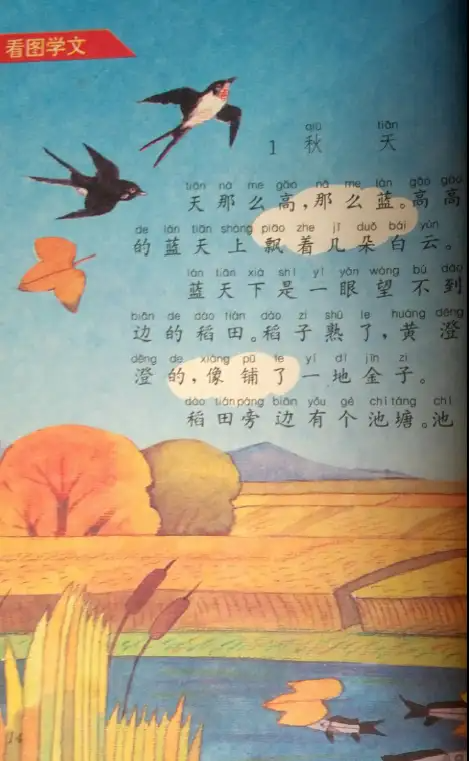 看图学文
qiū tiān
1 秋 天
tiān nà me gāo nà me lán gāo gāo
天那么高，那么蓝。高高
de lán tiān shàng piāo zhe jǐ duǒ bái yún
的蓝天上飘着几朵白云。
lán tiān xià shì yì yǎn wàng bú dào
蓝天下是一眼望不到
biān de dào tián dào zi shú le huáng dēng
边的稻田。稻子熟了，黄澄
dēng de xiàng pū le yí dì jīn zi
澄的，像铺了一地金子。
dào tián páng biān yǒu gè chí táng chí
稻田旁边有个池塘。池
14